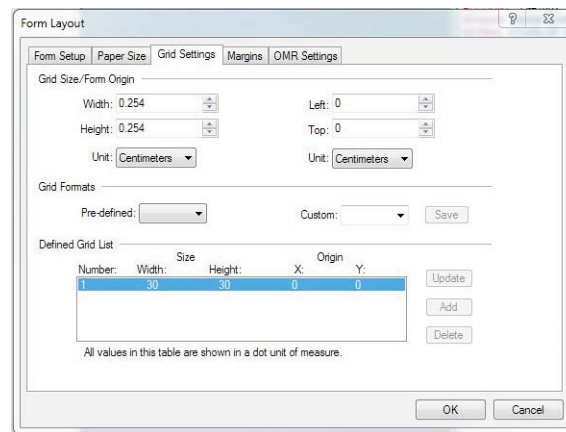 Form Layout
Form Setup Paper Size Grid Settings Margins OMR Settings
Grid Size/Form Origin
Width: 0.254 Left: 0
Height: 0.254 Top: 0
Unit: Centimeters Unit: Centimeters
Grid Formats
Pre-defined: Custom: Save
Defined Grid List
Size Origin
Number: Width: Height: X: Y:
1 30 30 0 0
Update
Add
Delete
All values in this table are shown in a dot unit of measure.
OK Cancel